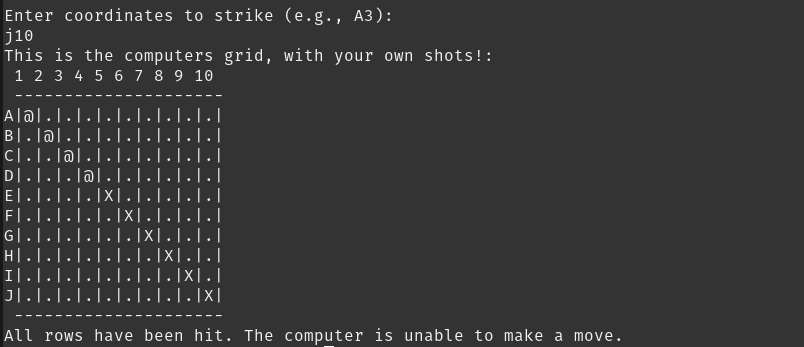 Enter coordinates to strike (e.g., A3):
j10
This is the computers grid, with your own shots!:
 1 2 3 4 5 6 7 8 9 10
 ---------------------
A|@|.|.|.|.|.|.|.|.|.|
B|.|@|.|.|.|.|.|.|.|.|
C|.|.|@|.|.|.|.|.|.|.|
D|.|.|.|@|.|.|.|.|.|.|
E|.|.|.|.|X|.|.|.|.|.|
F|.|.|.|.|.|X|.|.|.|.|
G|.|.|.|.|.|.|X|.|.|.|
H|.|.|.|.|.|.|.|X|.|.|
I|.|.|.|.|.|.|.|.|X|.|
J|.|.|.|.|.|.|.|.|.|X|
 ---------------------
All rows have been hit. The computer is unable to make a move.